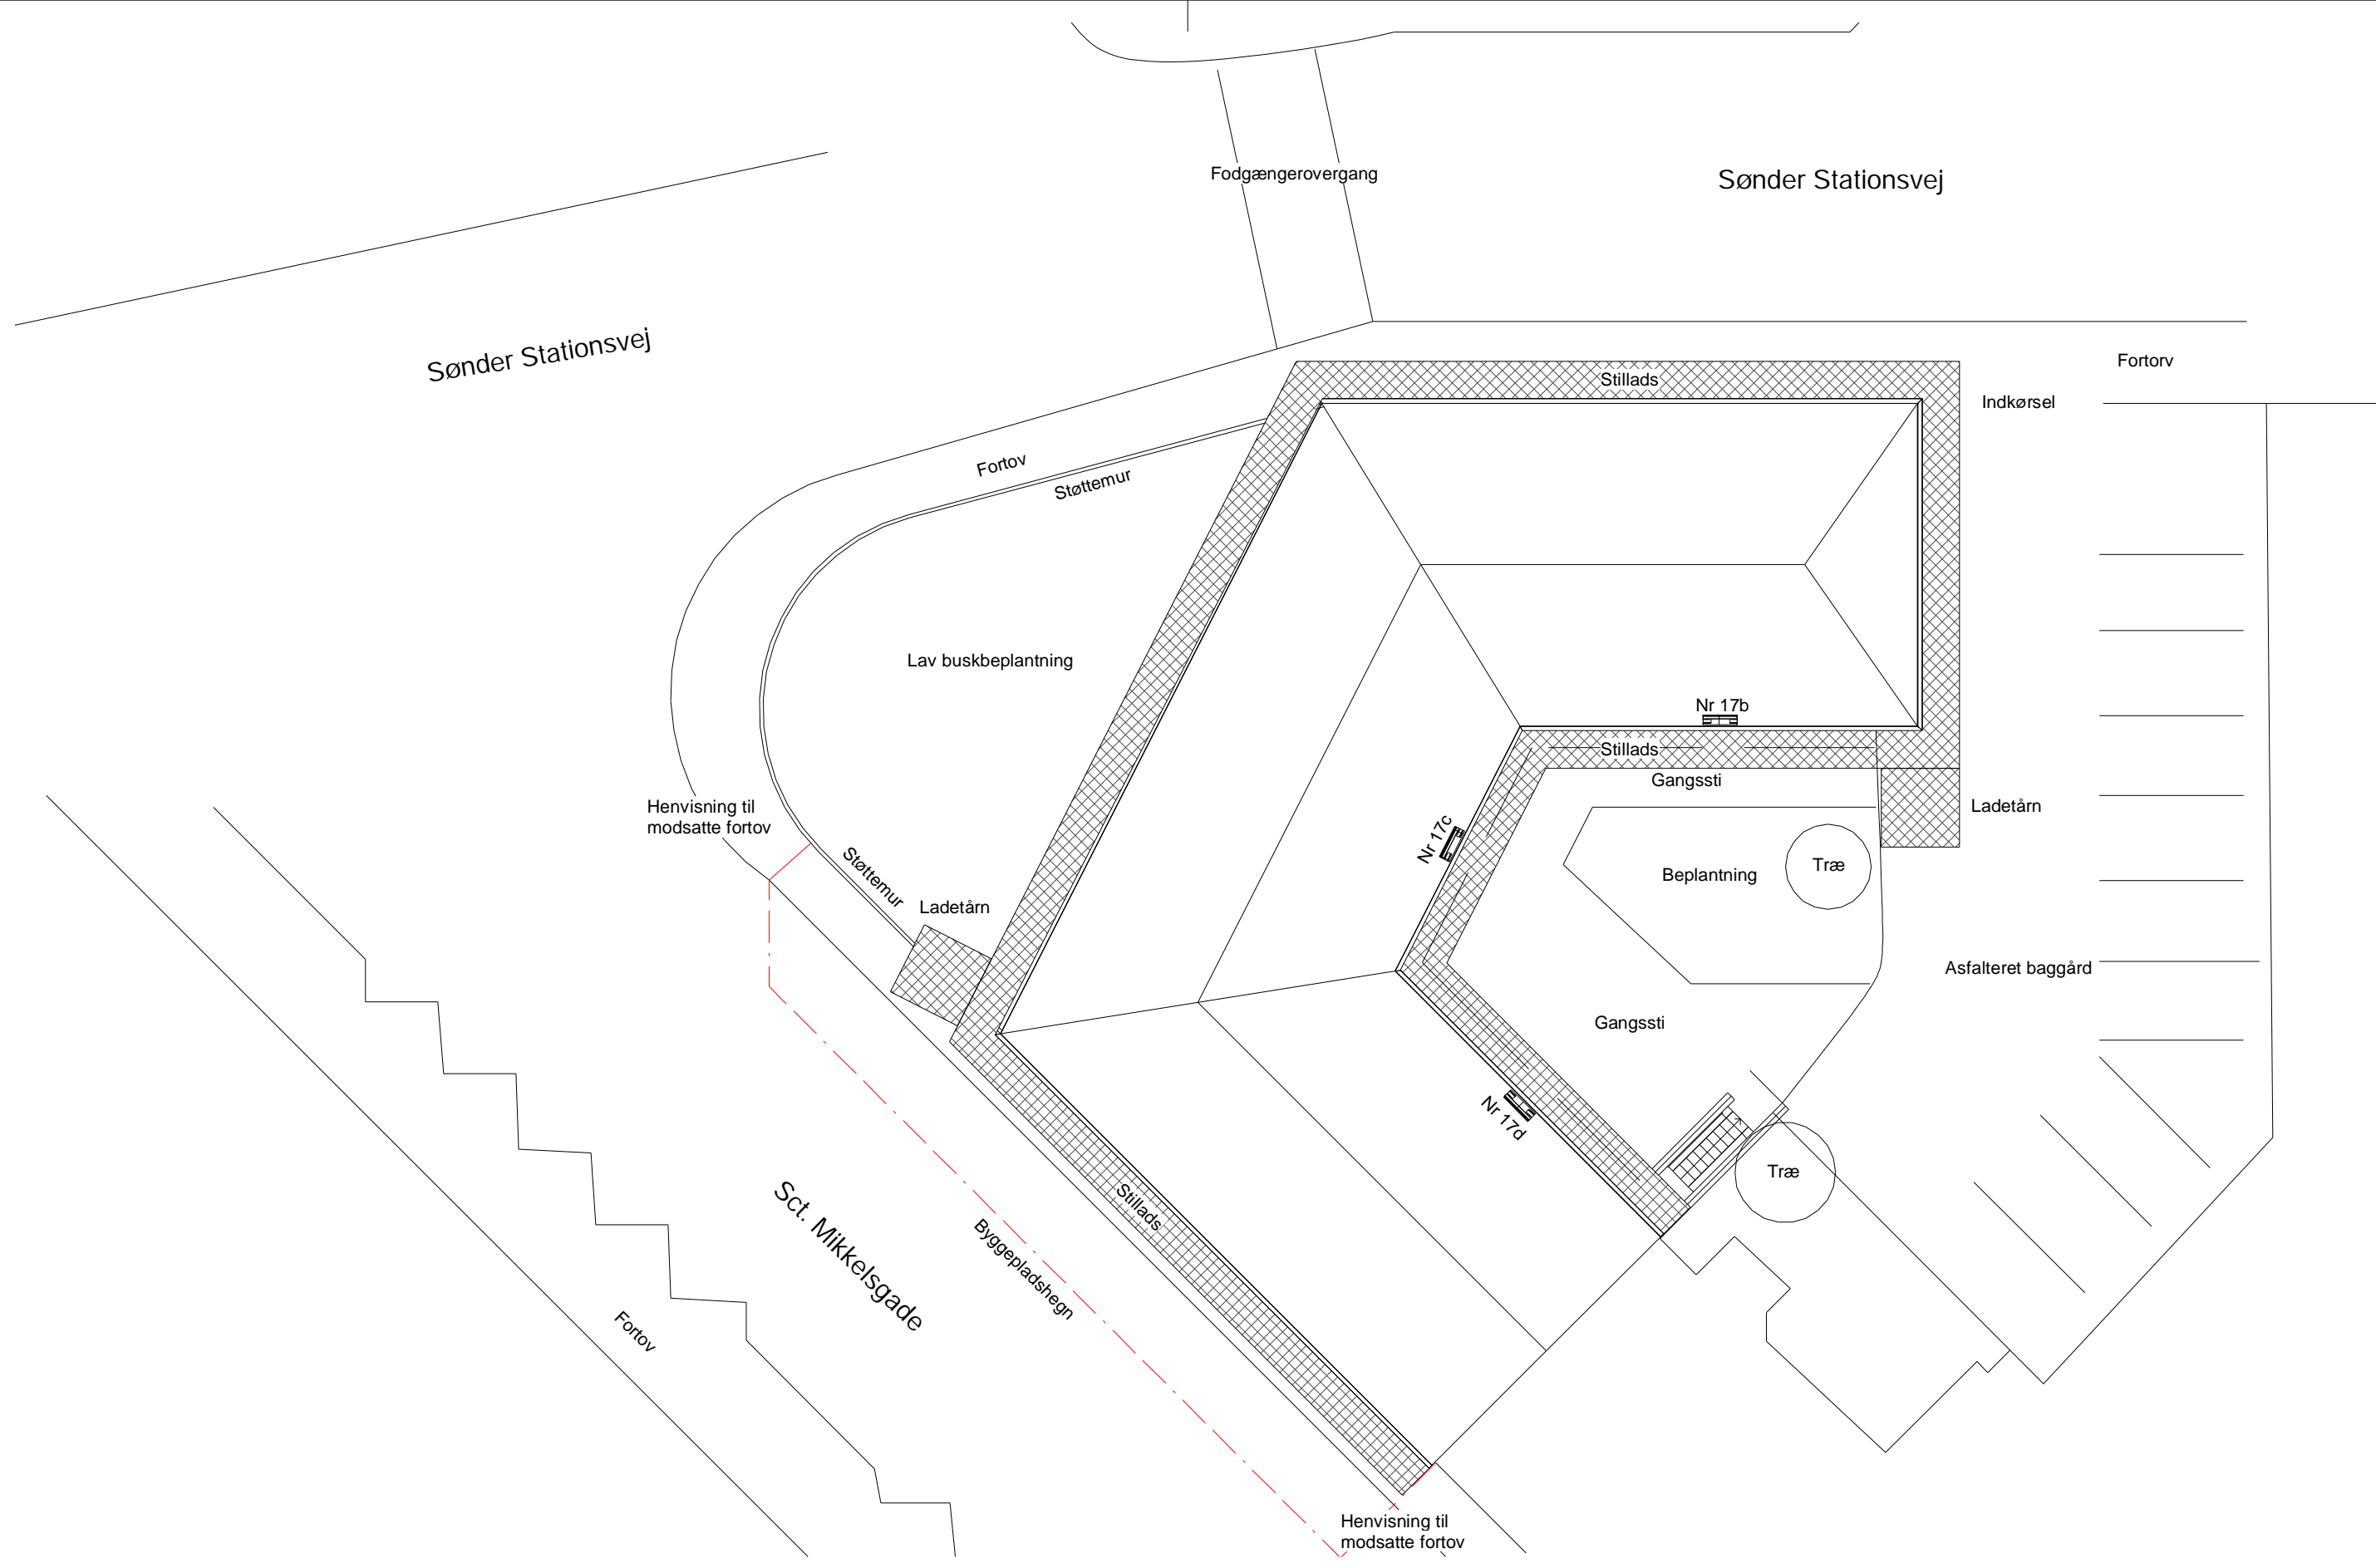 Fodgængerovergang
Sønder Stationsvej
Sønder Stationsvej
Fortorv
Stillads
Indkørsel
Fortov
Støttemur
Lav buskbeplantning
Nr 17b
Stillads
Gangssti
Henvisning til
modsatte fortov
Ladetårn
Nr 17c
Støttemur
Træ
Beplantning
Ladetårn
Asfalteret baggård
Gangssti
Nr 17d
Træ
Stillads
Sct. Mikkelsgade
Byggepladshegn
Fortov
Henvisning til
modsatte fortov